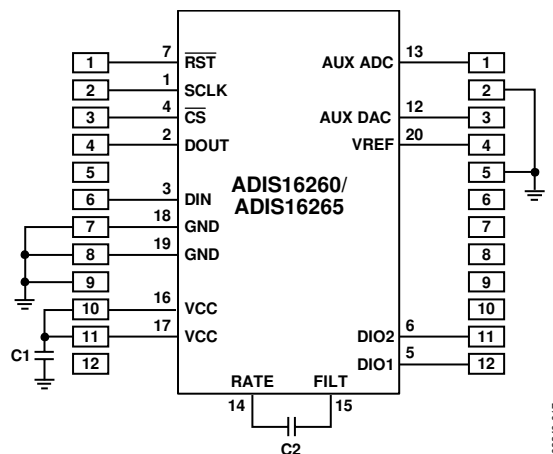 1 7 R̅S̅T̅ AUX ADC 13 1
2 1 SCLK 2
3 4 C̅S̅ AUX DAC 12 3
4 2 DOUT VREF 20 4
5 5
6 3 DIN ADIS16260/ 6
ADIS16265
7 18 GND 7
8 19 GND 8
9 9
10 16 VCC 10
11 17 VCC DIO2 6 11
C1
12 DIO1 5 12
RATE FILT
14 15
C2